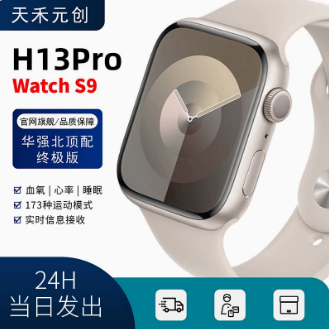 天禾元创
H13Pro
Watch S9
官网旗舰/品质保障
华强北顶配
终极版
血氧 | 心率 | 睡眠
173种运动模式
实时信息接收
24H
当日发出